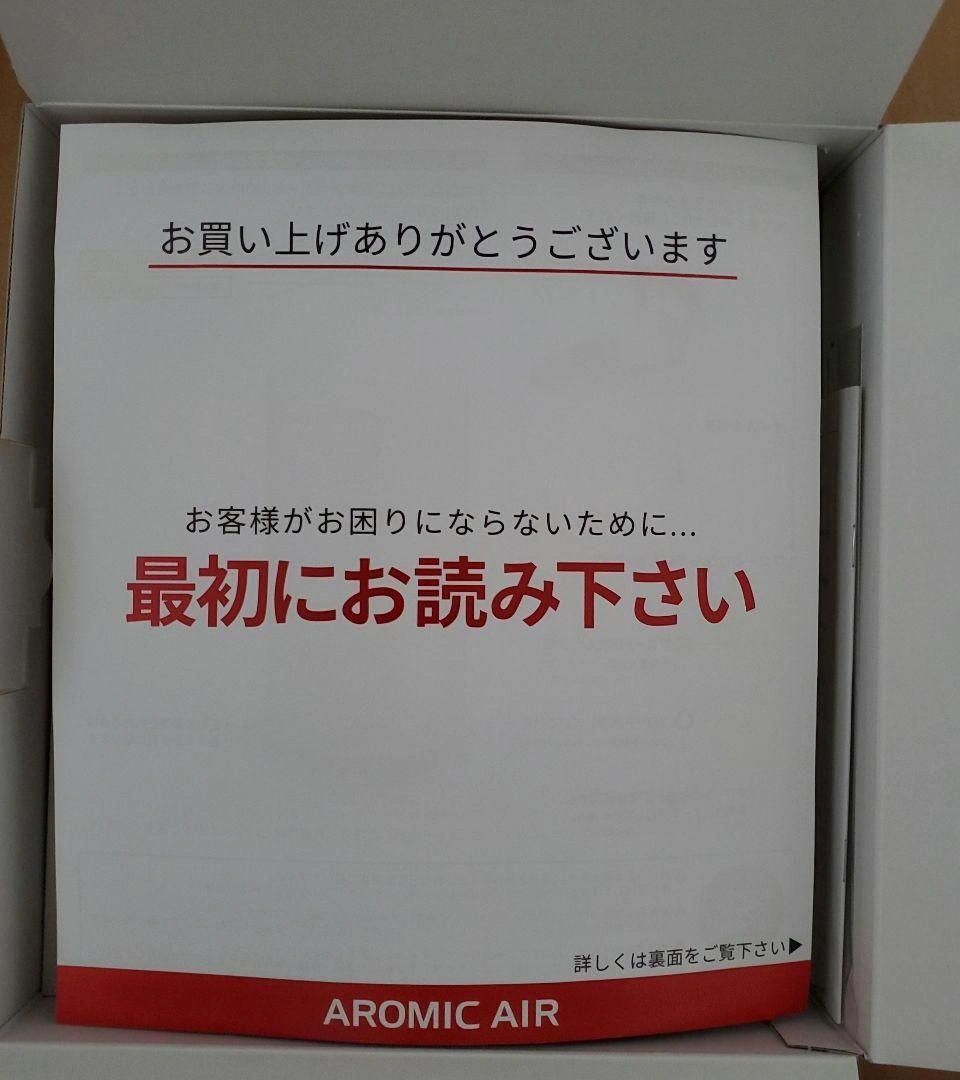 お買い上げありがとうございます
お客様がお困りにならないために...
最初にお読み下さい
詳しくは裏面をご覧下さい▶
AROMIC AIR